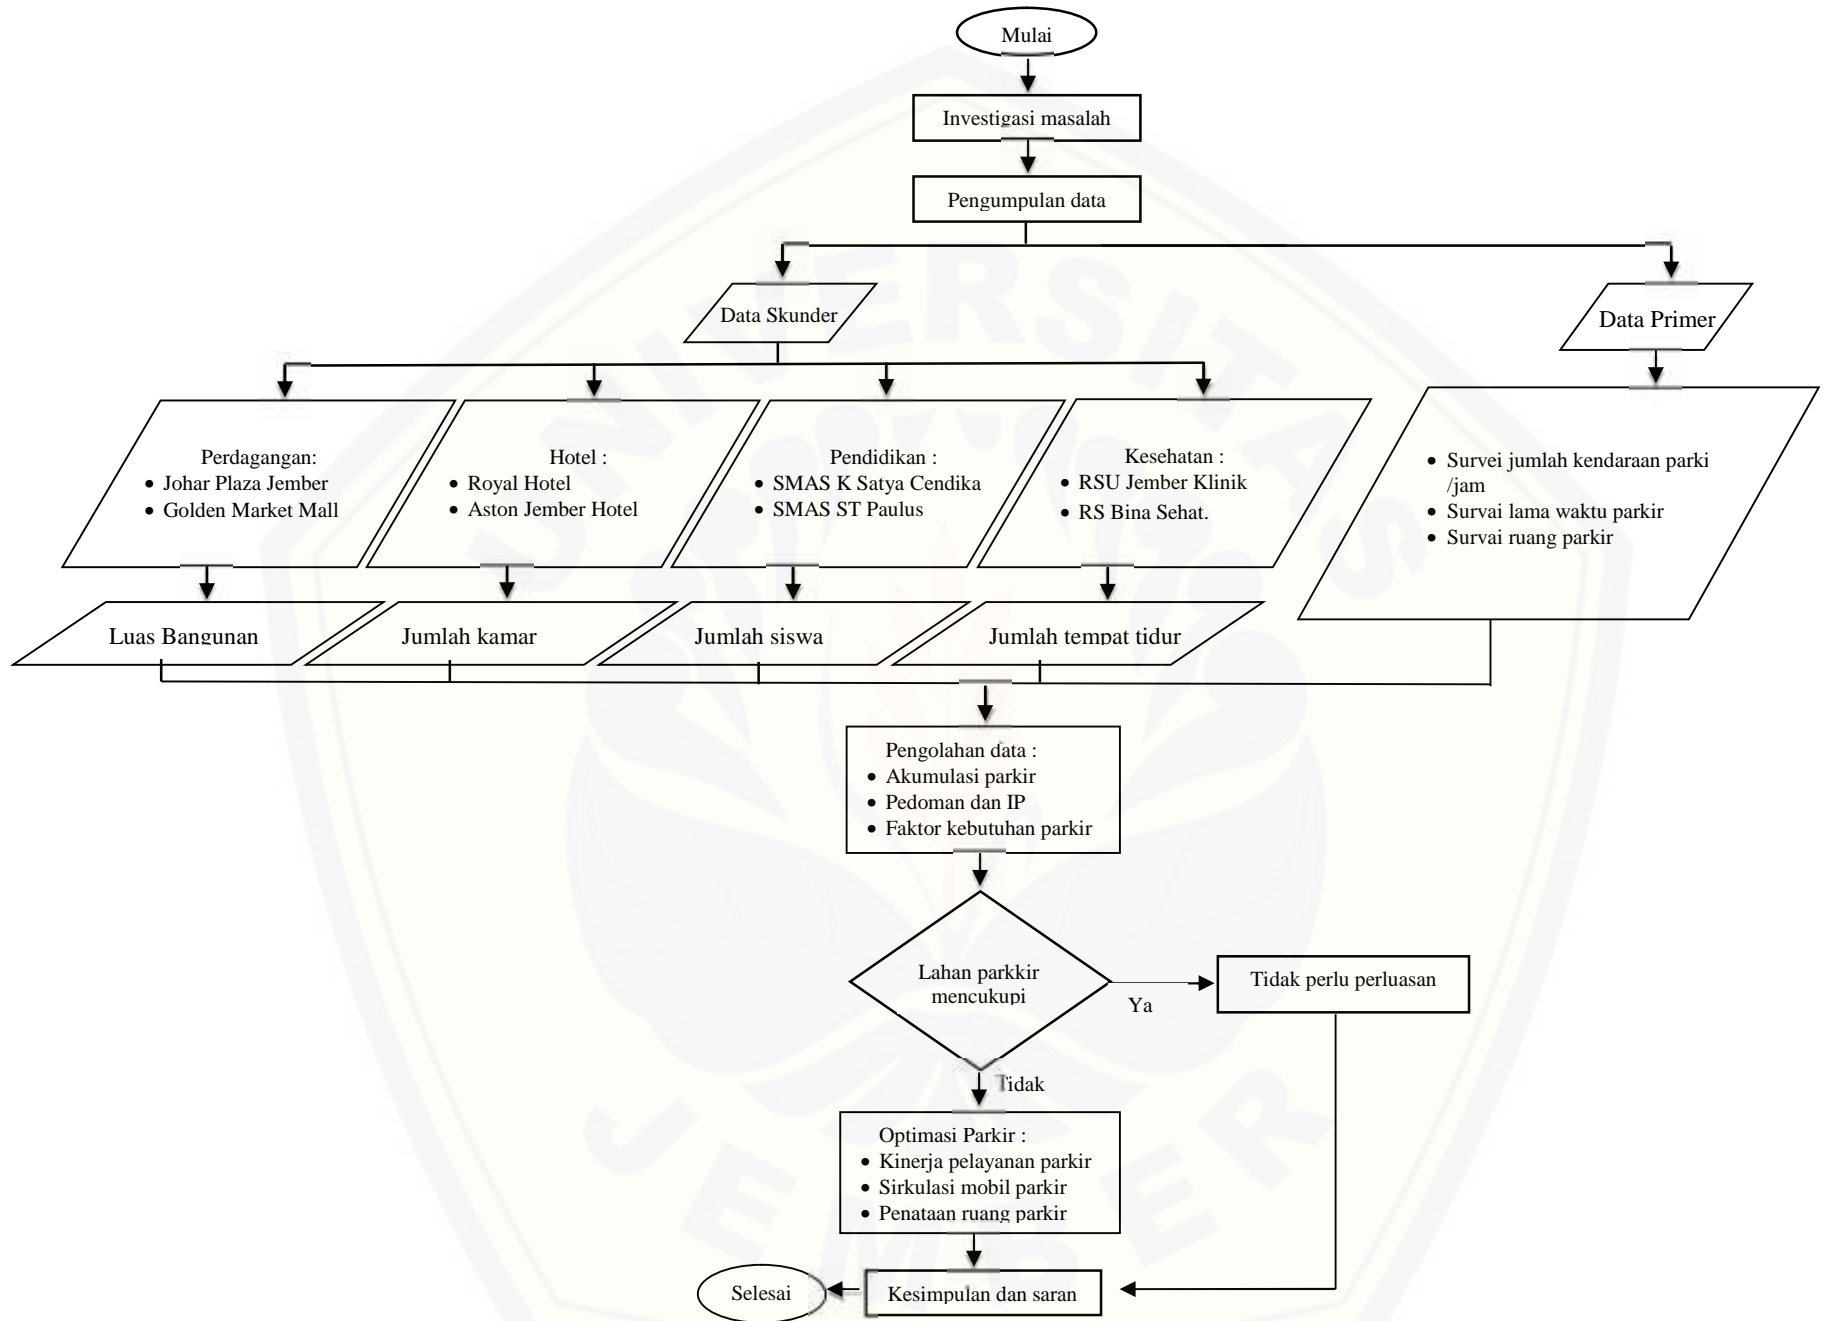 Mulai
Investigasi masalah
Pengumpulan data
Data Skunder
Data Primer
Perdagangan:
• Johar Plaza Jember
• Golden Market Mall
Hotel :
• Royal Hotel
• Aston Jember Hotel
Pendidikan :
• SMAS K Satya Cendika
• SMAS ST Paulus
Kesehatan :
• RSU Jember Klinik
• RS Bina Sehat.
• Survei jumlah kendaraan parki
/jam
• Survai lama waktu parkir
• Survai ruang parkir
Luas Bangunan
Jumlah kamar
Jumlah siswa
Jumlah tempat tidur
Pengolahan data :
• Akumulasi parkir
• Pedoman dan IP
• Faktor kebutuhan parkir
Lahan parkkir
mencukupi
Ya
Tidak perlu perluasan
Tidak
Optimasi Parkir :
• Kinerja pelayanan parkir
• Sirkulasi mobil parkir
• Penataan ruang parkir
Selesai
Kesimpulan dan saran
UNIVERSITAS
JEMBER